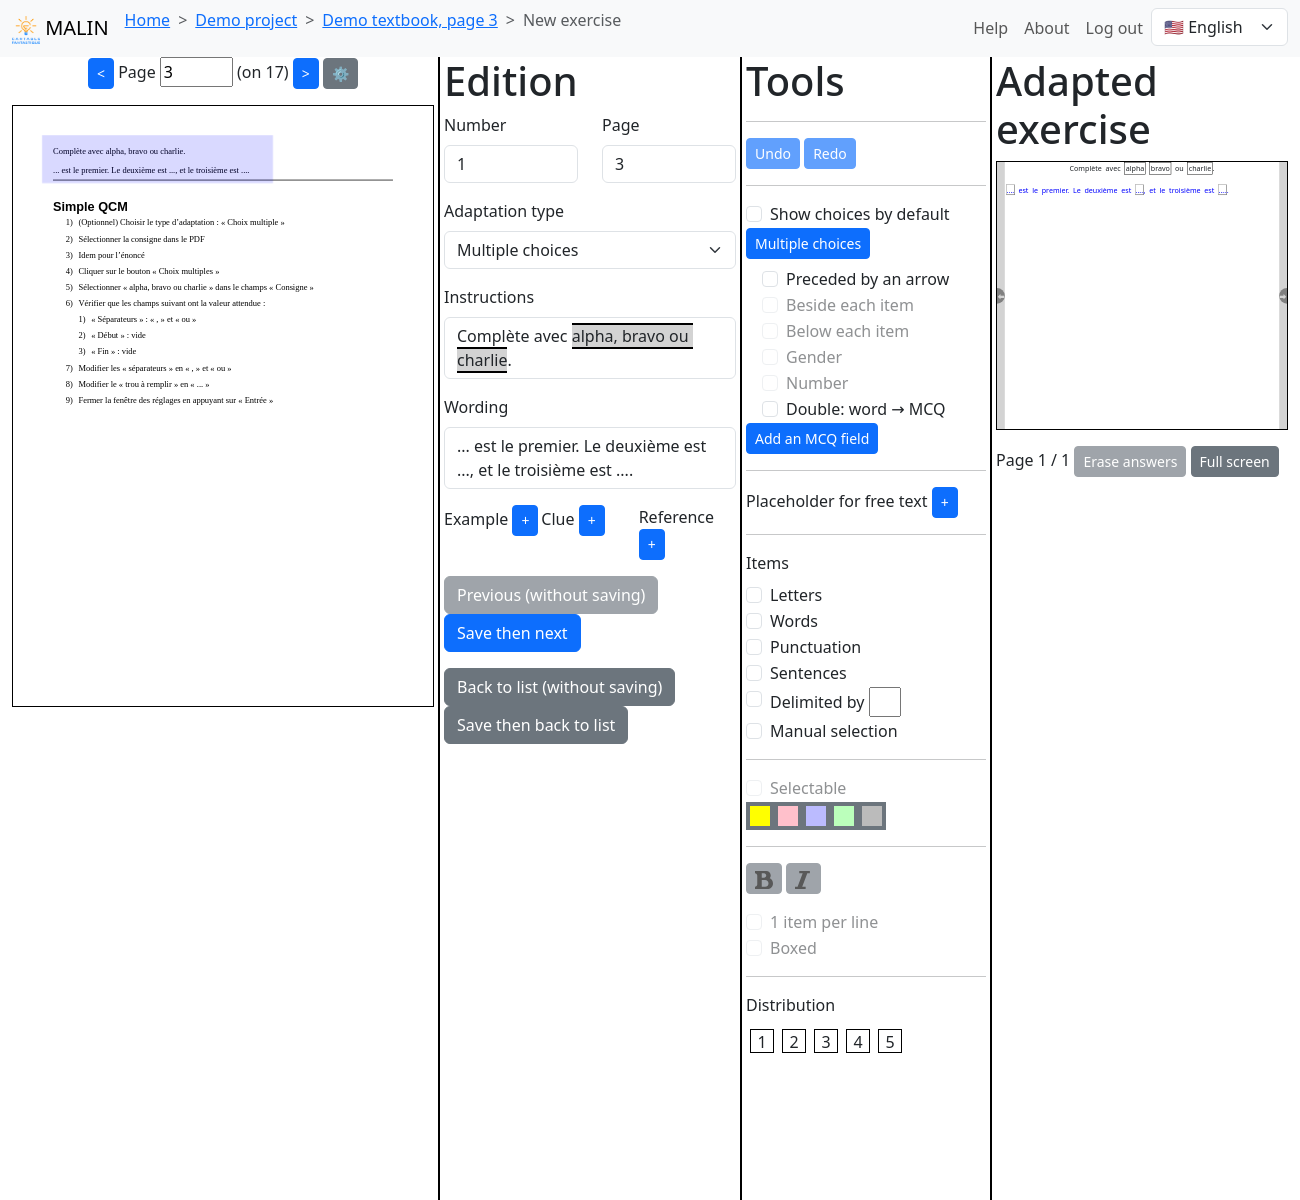 MALIN
Home > Demo project > Demo textbook, page 3 > New exercise
Help About Log out 🇺🇸 English
< Page 3 (on 17) > ⚙️
Complète avec alpha, bravo ou charlie.
... est le premier. Le deuxième est ..., et le troisième est ....
Simple QCM
1) (Optionnel) Choisir le type d'adaptation : « Choix multiple »
2) Sélectionner la consigne dans le PDF
3) Idem pour l'énoncé
4) Cliquer sur le bouton « Choix multiples »
5) Sélectionner « alpha, bravo ou charlie » dans le champs « Consigne »
6) Vérifier que les champs suivant ont la valeur attendue :
1) « Séparateurs » : « , » et « ou »
2) « Début » : vide
3) « Fin » : vide
7) Modifier les « séparateurs » en « , » et « ou »
8) Modifier le « trou à remplir » en « ... »
9) Fermer la fenêtre des réglages en appuyant sur « Entrée »
Edition
Number Page
1 3
Adaptation type
Multiple choices
Instructions
Complète avec alpha, bravo ou
charlie.
Wording
... est le premier. Le deuxième est
..., et le troisième est ....
Example + Clue + Reference
+
Previous (without saving)
Save then next
Back to list (without saving)
Save then back to list
Tools
Undo Redo
Show choices by default
Multiple choices
Preceded by an arrow
Beside each item
Below each item
Gender
Number
Double: word → MCQ
Add an MCQ field
Placeholder for free text +
Items
Letters
Words
Punctuation
Sentences
Delimited by
Manual selection
Selectable
B I
1 item per line
Boxed
Distribution
1 2 3 4 5
Adapted
exercise
Complète avec alpha bravo ou charlie.
... est le premier. Le deuxième est ..., et le troisième est ....
Page 1 / 1 Erase answers Full screen